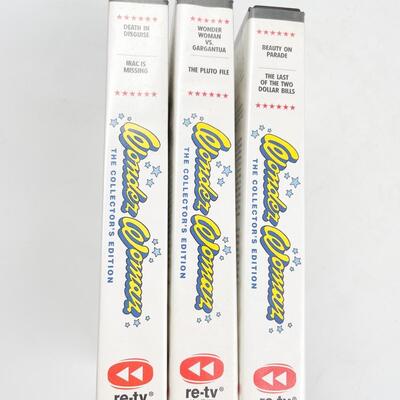 DEATH IN
DISGUISE
IRAC IS
MISSING
Wonder Woman
THE COLLECTOR'S EDITION
re-tv®
WONDER
WOMAN
VS.
GARGANTUA
THE PLUTO FILE
Wonder Woman
THE COLLECTOR'S EDITION
re-tv®
BEAUTY ON
PARADE
THE LAST
OF THE TWO
DOLLAR BILLS
Wonder Woman
THE COLLECTOR'S EDITION
re-tv®